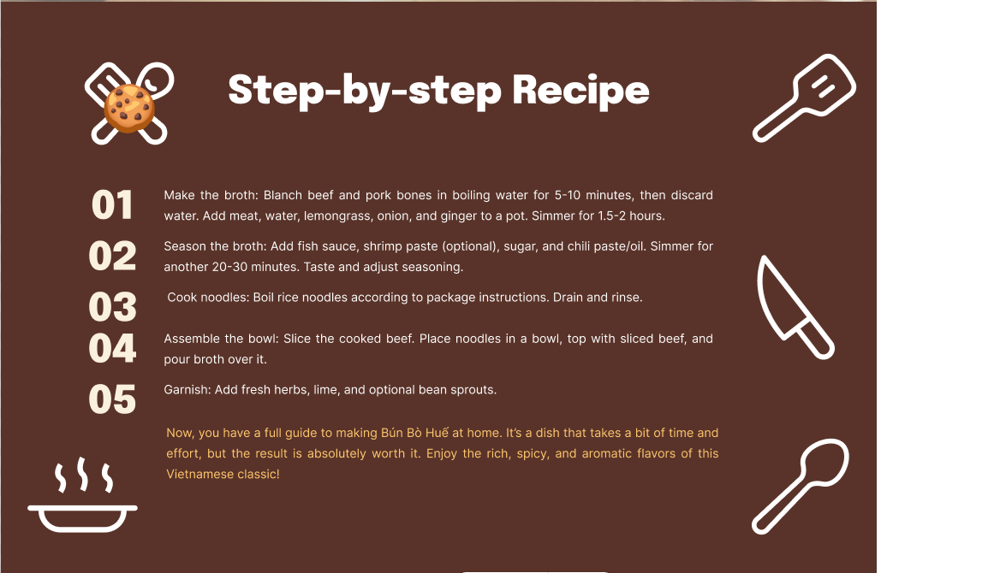 Step-by-step Recipe
01
Make the broth: Blanch beef and pork bones in boiling water for 5-10 minutes, then discard
water. Add meat, water, lemongrass, onion, and ginger to a pot. Simmer for 1.5-2 hours.
02
Season the broth: Add fish sauce, shrimp paste (optional), sugar, and chili paste/oil. Simmer for
another 20-30 minutes. Taste and adjust seasoning.
03
Cook noodles: Boil rice noodles according to package instructions. Drain and rinse.
04
Assemble the bowl: Slice the cooked beef. Place noodles in a bowl, top with sliced beef, and
pour broth over it.
05
Garnish: Add fresh herbs, lime, and optional bean sprouts.
Now, you have a full guide to making Bún Bò Huế at home. It’s a dish that takes a bit of time and
effort, but the result is absolutely worth it. Enjoy the rich, spicy, and aromatic flavors of this
Vietnamese classic!